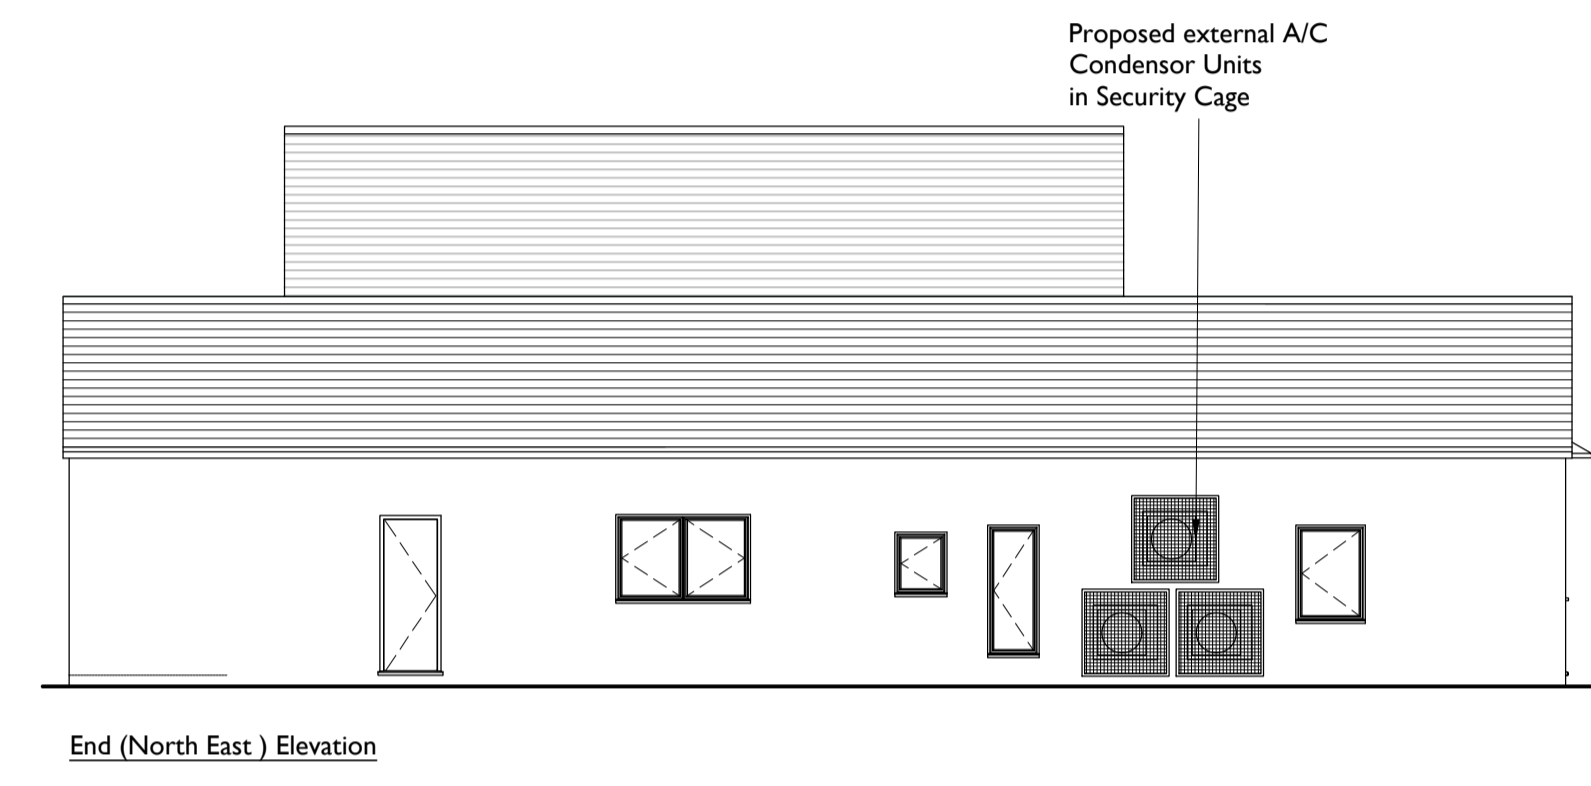 Proposed external A/C
Condensor Units
in Security Cage
End (North East ) Elevation